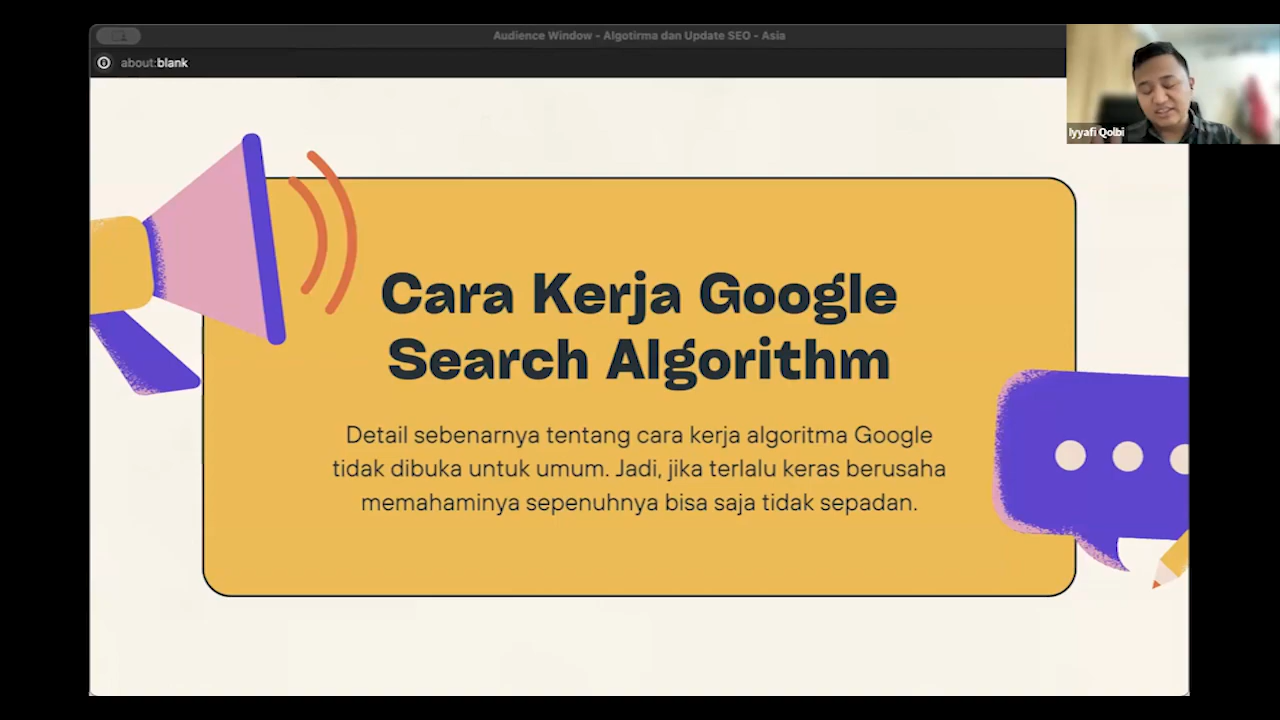 Audience Window - Algotirma dan Update SEO - Asia
about:blank
Iyyafi Qolbi
Cara Kerja Google
Search Algorithm
Detail sebenarnya tentang cara kerja algoritma Google
tidak dibuka untuk umum. Jadi, jika terlalu keras berusaha
memahaminya sepenuhnya bisa saja tidak sepadan.